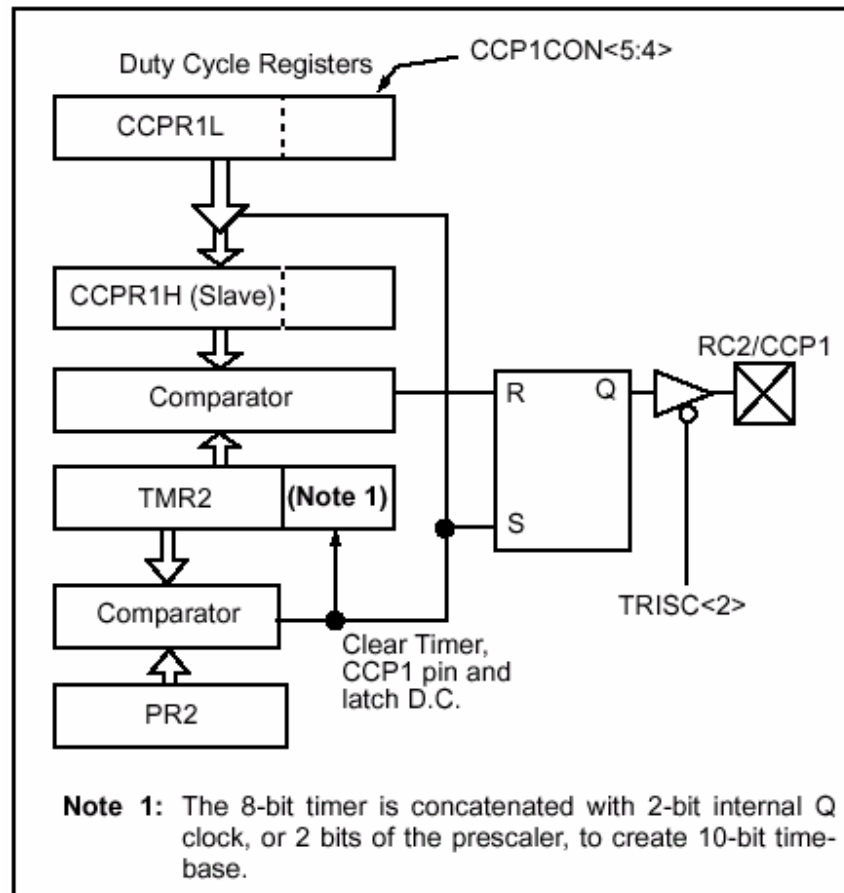 Duty Cycle Registers
CCP1CON<5:4>
CCPR1L
CCPR1H (Slave)
Comparator
TMR2
(Note 1)
Comparator
PR2
Clear Timer,
CCP1 pin and
latch D.C.
R
Q
S
RC2/CCP1
TRISC<2>
Note 1: The 8-bit timer is concatenated with 2-bit internal Q
clock, or 2 bits of the prescaler, to create 10-bit time-
base.